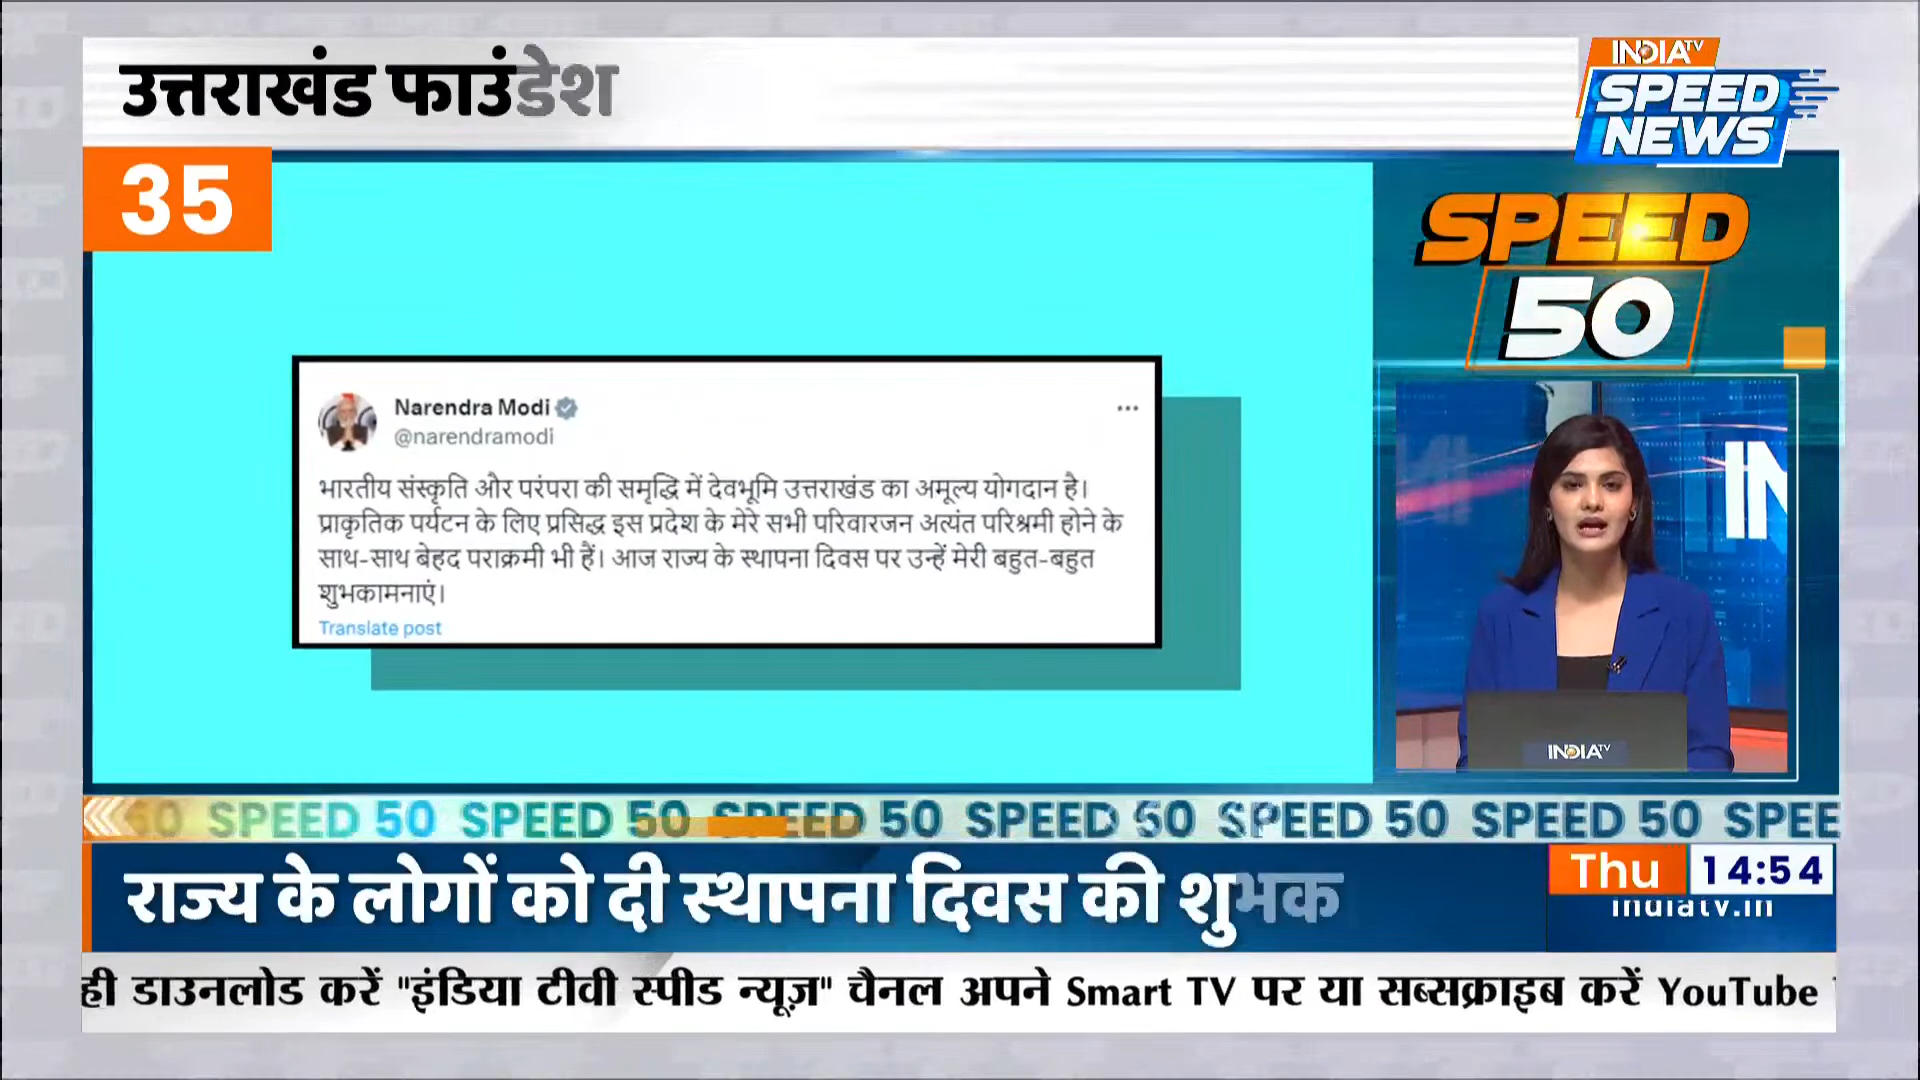 उत्तराखंड फाउंडेश
INDIA TV
SPEED
NEWS
35
SPEED
50
Narendra Modi
@narendramodi
भारतीय संस्कृति और परंपरा की समृद्धि में देवभूमि उत्तराखंड का अमूल्य योगदान है।
प्राकृतिक पर्यटन के लिए प्रसिद्ध इस प्रदेश के मेरे सभी परिवारजन अत्यंत परिश्रमी होने के
साथ-साथ बेहद पराक्रमी भी हैं। आज राज्य के स्थापना दिवस पर उन्हें मेरी बहुत-बहुत
शुभकामनाएं।
Translate post
IN
INDIA TV
50 SPEED 50 SPEED 50 SPEED 50 SPEED 50 SPEED 50 SPEED 50 SPEE
राज्य के लोगों को दी स्थापना दिवस की शुभक
Thu 14:54
indiatv.in
ही डाउनलोड करें "इंडिया टीवी स्पीड न्यूज़" चैनल अपने Smart TV पर या सब्सक्राइब करें YouTube